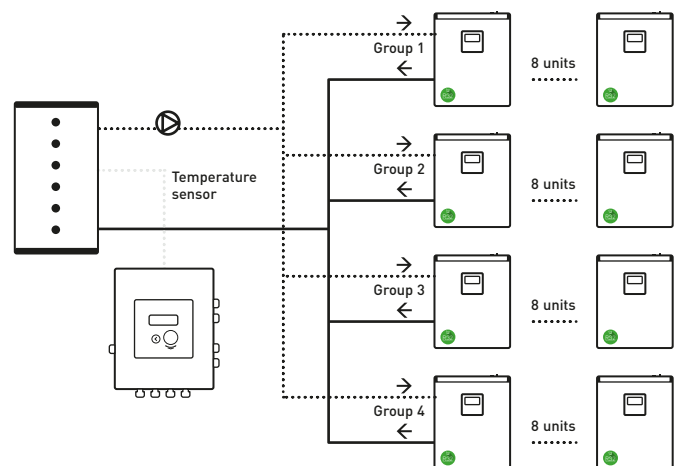 Group 1
8 units
Temperature
sensor
Group 2
8 units
Group 3
8 units
Group 4
8 units